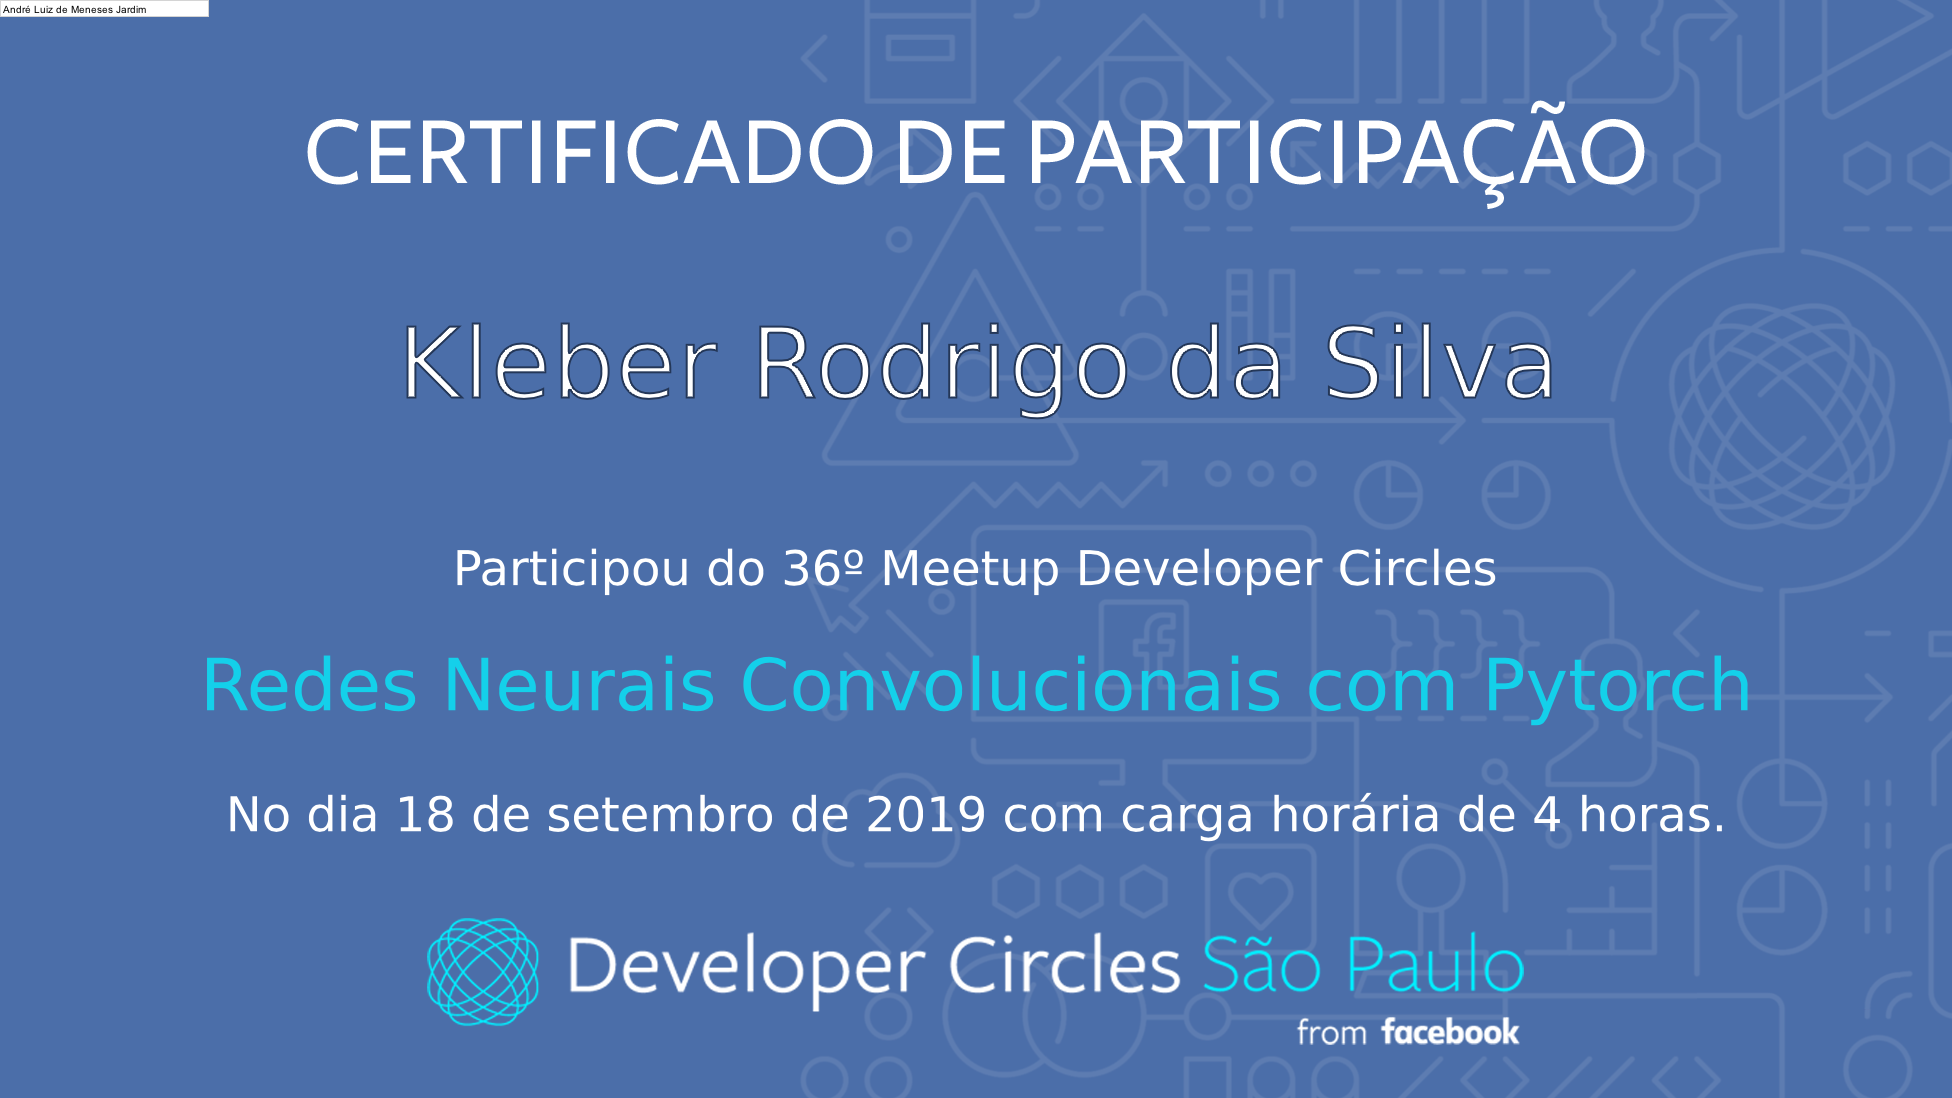 André Luiz de Meneses Jardim
CERTIFICADO DE PARTICIPAÇÃO
Kleber Rodrigo da Silva
Participou do 36º Meetup Developer Circles
Redes Neurais Convolucionais com Pytorch
No dia 18 de setembro de 2019 com carga horária de 4 horas.
Developer Circles São Paulo
from facebook